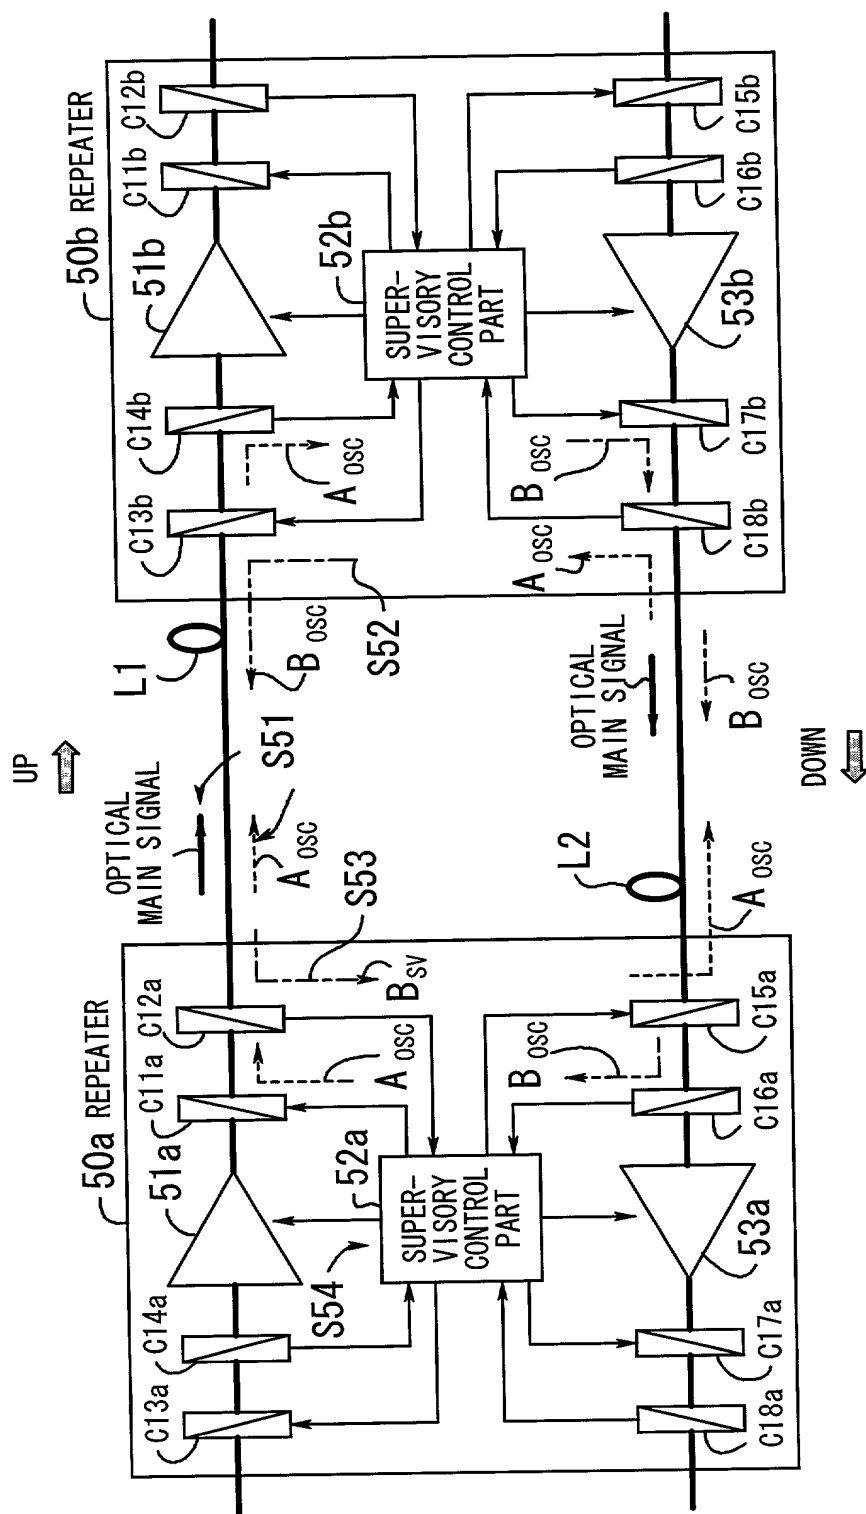 UP
DOWN
50a REPEATER
50b REPEATER
C13a
C14a
51a
C11a
C12a
OPTICAL
MAIN SIGNAL
S51
L1
C13b
C14b
51b
C11b
C12b
A OSC
S53
B SV
A OSC
B OSC
S52
A OSC
S54
52a
SUPER-
VISORY
CONTROL
PART
52b
SUPER-
VISORY
CONTROL
PART
B OSC
A OSC
L2
OPTICAL
MAIN SIGNAL
A OSC
B OSC
B OSC
C18a
C17a
53a
C16a
C15a
C18b
C17b
53b
C16b
C15b